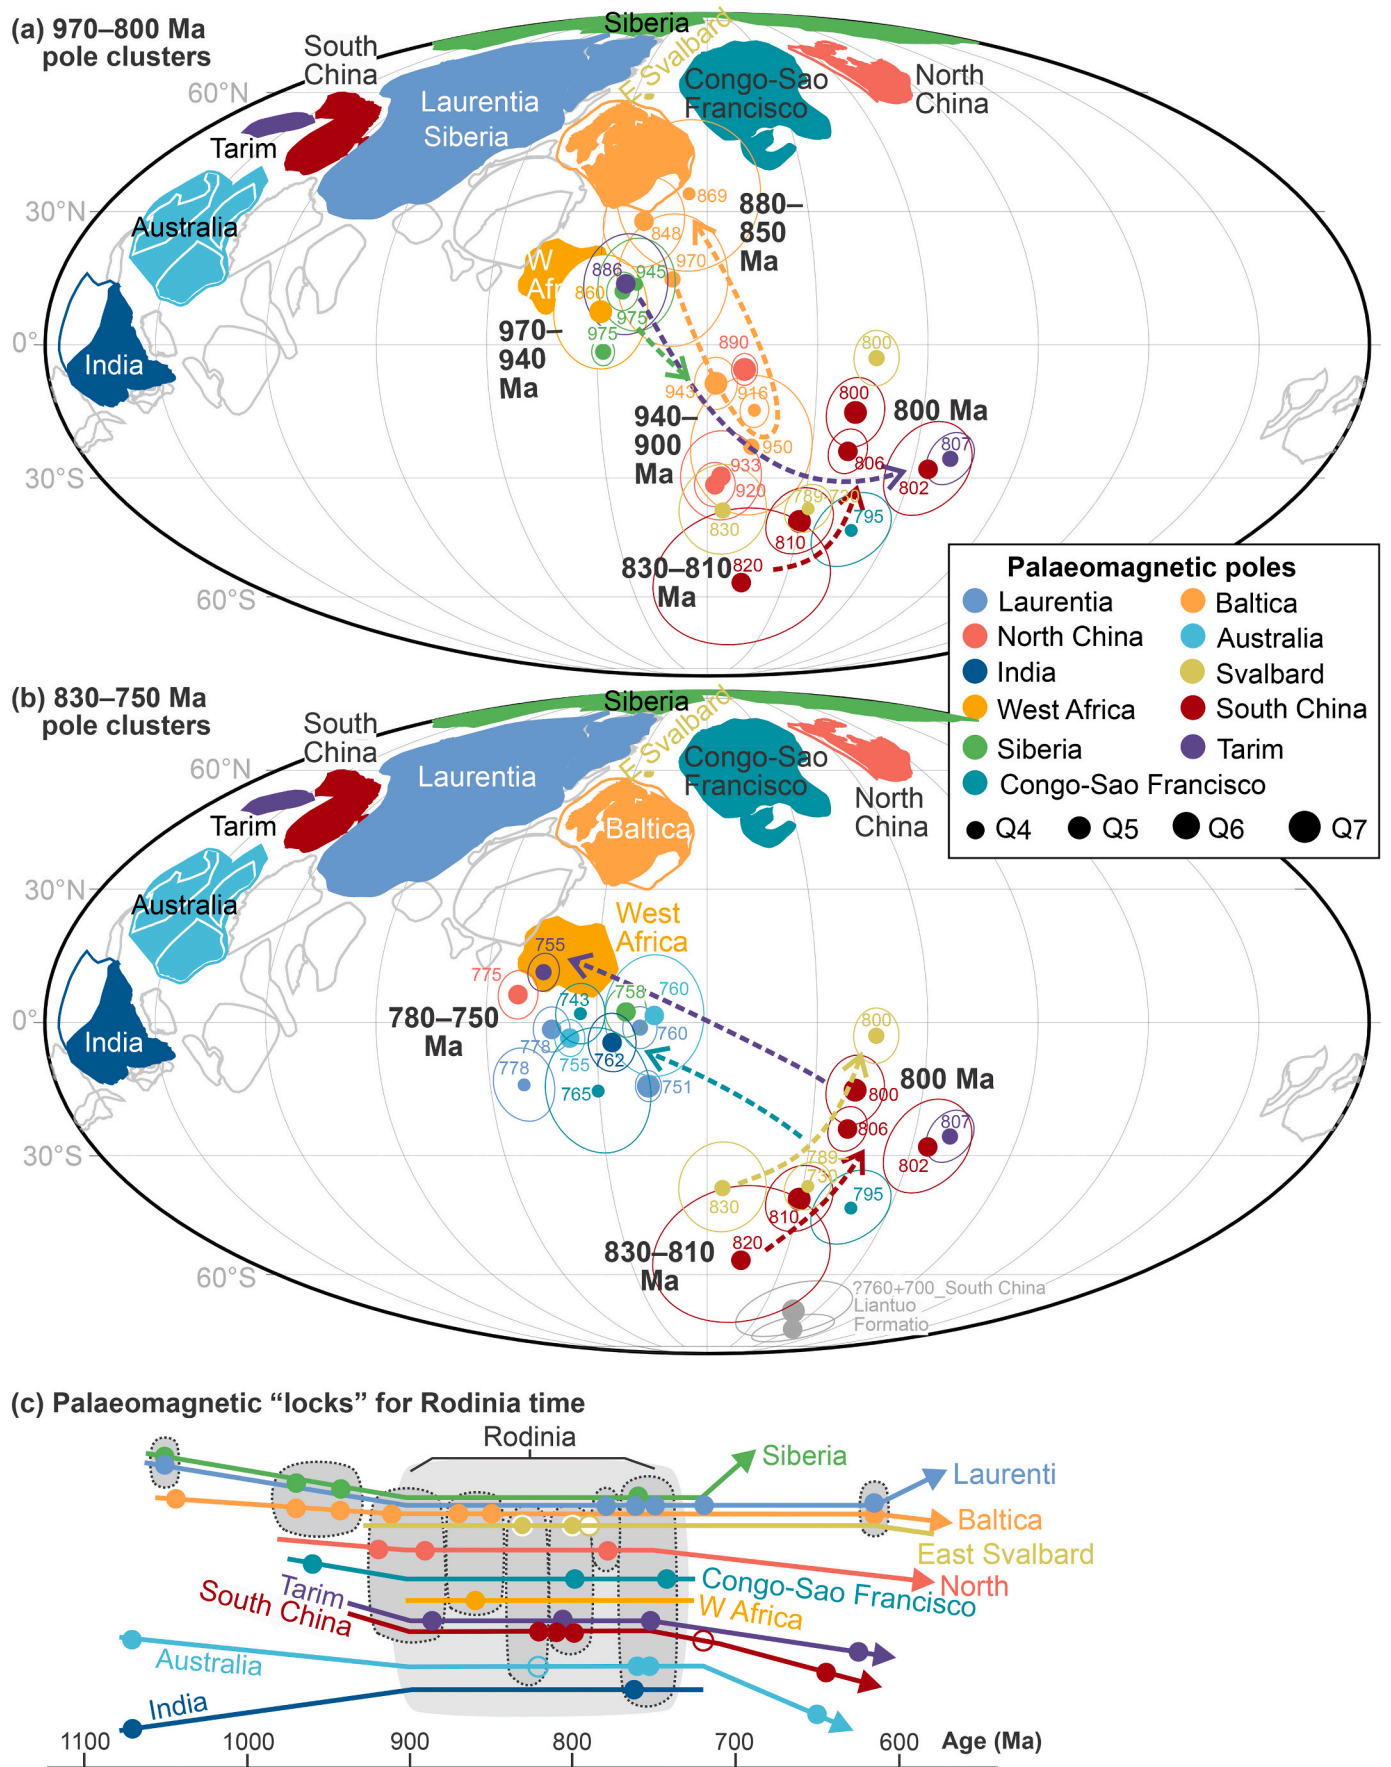 (a) 970–800 Ma
pole clusters
Siberia
South
China
E Svalbard
Congo-Sao
Francisco
North
China
60°N
Laurentia
Siberia
Tarim
869
880–
850
Ma
30°N
Australia
848
970
W
Afr
886
945
860
975
975
970–
940
Ma
0°
India
890
800
943
916
800
800 Ma
940–
900
Ma
950
806
807
933
920
802
30°S
789-730
830
810
795
830–810
Ma
820
60°S
Palaeomagnetic poles
Laurentia
Baltica
North China
Australia
India
Svalbard
West Africa
South China
Siberia
Tarim
Congo-Sao Francisco
Q4
Q5
Q6
Q7
(b) 830–750 Ma
pole clusters
Siberia
South
China
E Svalbard
Congo-Sao
Francisco
North
China
60°N
Laurentia
Tarim
Baltica
30°N
Australia
West
Africa
755
775
743
758
760
780–750
Ma
0°
India
778
755
762
760
800
778
765
751
800
800 Ma
806
807
802
30°S
789–
730
830
810
795
830–810
Ma
820
60°S
?760+700_South China
Liantuo
Formatio
(c) Palaeomagnetic “locks” for Rodinia time
Rodinia
Siberia
Laurenti
Baltica
East Svalbard
North
Congo-Sao Francisco
Tarim
W Africa
South China
Australia
India
1100
1000
900
800
700
600
Age (Ma)